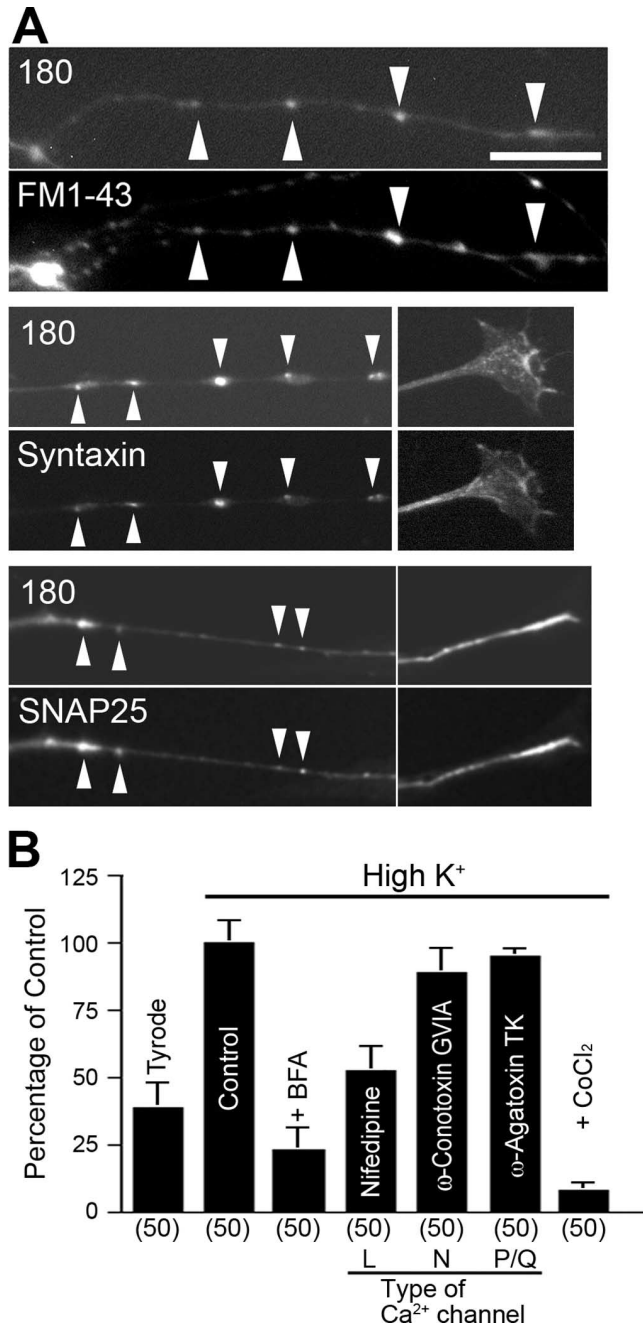 A
180
FM1-43
180
Syntaxin
180
SNAP25
B
High K⁺
Percentage of Control
125
100
75
50
25
0
Tyrode
Control
+ BFA
Nifedipine
ω-Conotoxin GVIA
ω-Agatoxin TK
+ CoCl₂
(50) (50) (50) (50) (50) (50) (50)
L N P/Q
Type of
Ca²⁺ channel